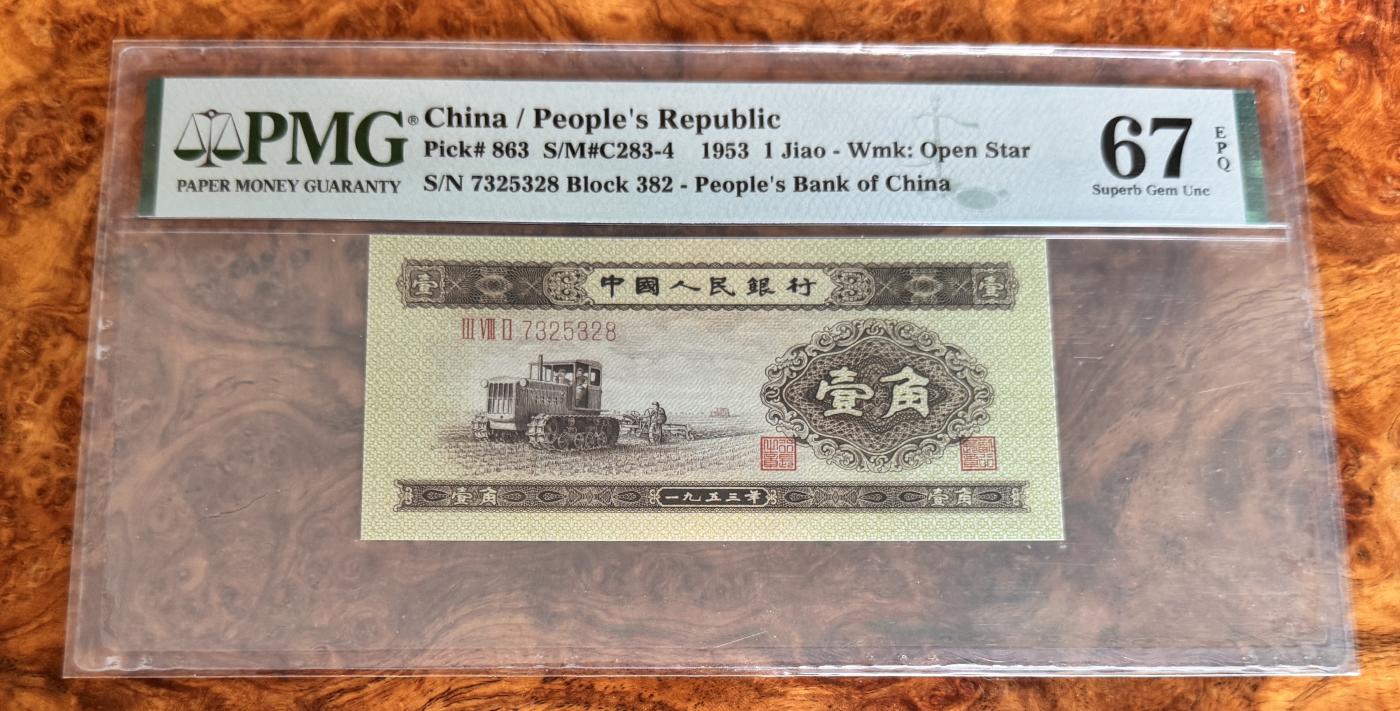 PMG®
PAPER MONEY GUARANTY
China / People's Republic
Pick# 863 S/M#C283-4 1953 1 Jiao - Wmk: Open Star
S/N 7325328 Block 382 - People's Bank of China
67
EPQ
Superb Gem Unc
壹 中國人民銀行 壹
III VIII II 7325328
壹角
壹角 一九五三年 壹角